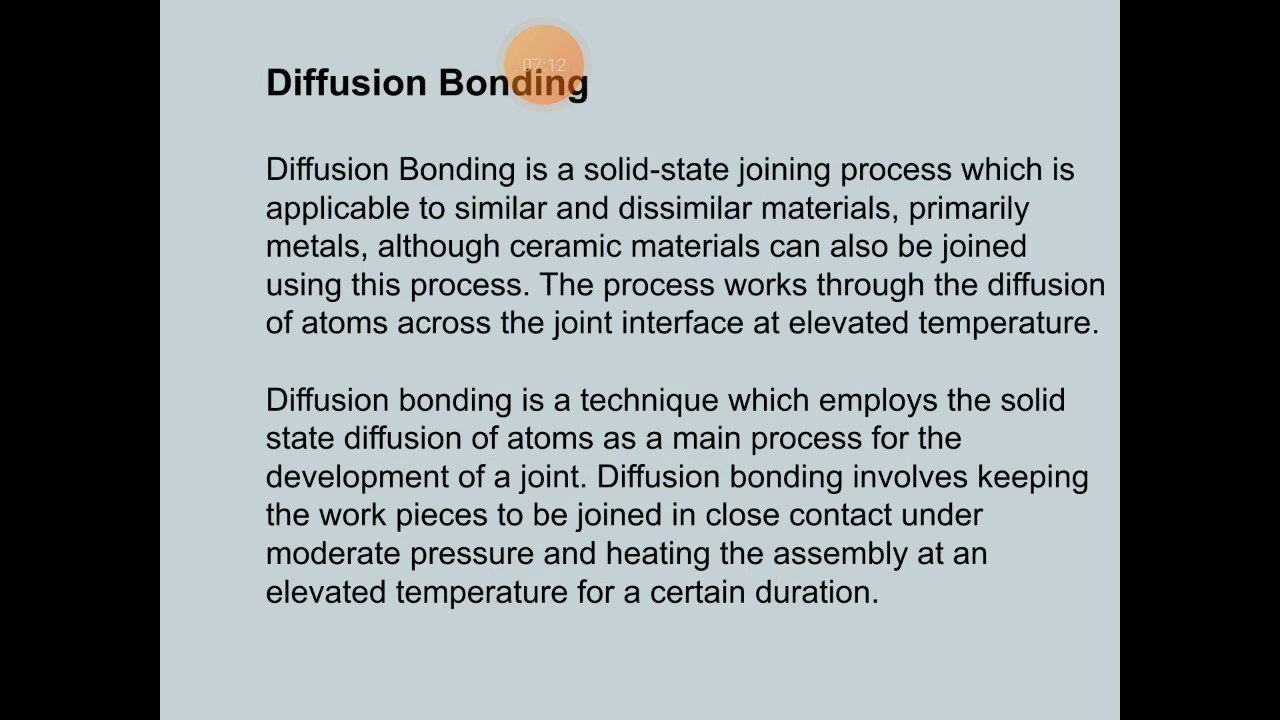 07:12
Diffusion Bonding
Diffusion Bonding is a solid-state joining process which is
applicable to similar and dissimilar materials, primarily
metals, although ceramic materials can also be joined
using this process. The process works through the diffusion
of atoms across the joint interface at elevated temperature.
Diffusion bonding is a technique which employs the solid
state diffusion of atoms as a main process for the
development of a joint. Diffusion bonding involves keeping
the work pieces to be joined in close contact under
moderate pressure and heating the assembly at an
elevated temperature for a certain duration.